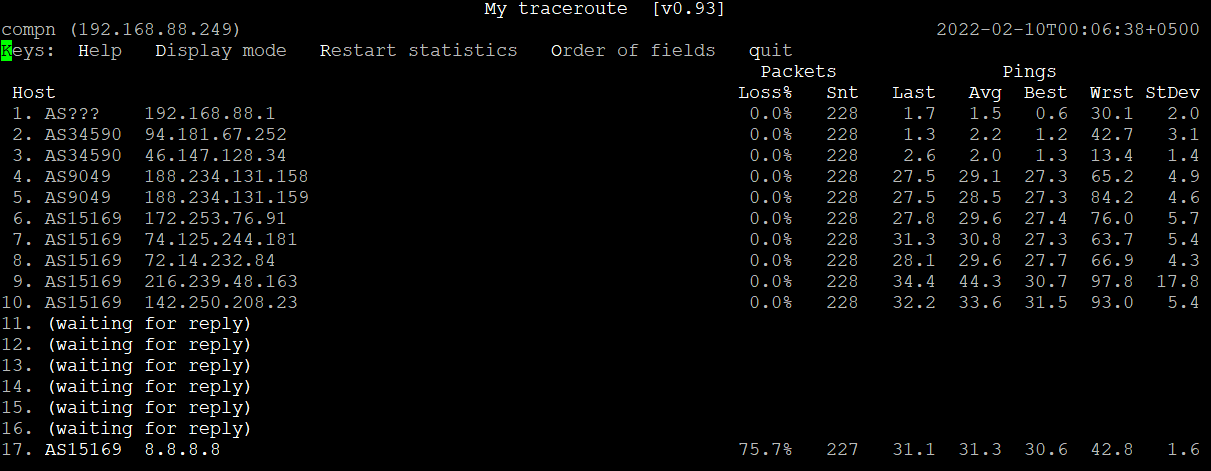 My traceroute  [v0.93]
compn (192.168.88.249)                                        2022-02-10T00:06:38+0500
Keys:  Help   Display mode   Restart statistics   Order of fields   quit
Packets               Pings
Host                                       Loss%   Snt   Last   Avg  Best  Wrst StDev
1. AS???    192.168.88.1                   0.0%   228    1.7   1.5   0.6  30.1   2.0
2. AS34590  94.181.67.252                  0.0%   228    1.3   2.2   1.2  42.7   3.1
3. AS34590  46.147.128.34                  0.0%   228    2.6   2.0   1.3  13.4   1.4
4. AS9049   188.234.131.158                0.0%   228   27.5  29.1  27.3  65.2   4.9
5. AS9049   188.234.131.159                0.0%   228   27.5  28.5  27.3  84.2   4.6
6. AS15169  172.253.76.91                  0.0%   228   27.8  29.6  27.4  76.0   5.7
7. AS15169  74.125.244.181                 0.0%   228   31.3  30.8  27.3  63.7   5.4
8. AS15169  72.14.232.84                   0.0%   228   28.1  29.6  27.7  66.9   4.3
9. AS15169  216.239.48.163                 0.0%   228   34.4  44.3  30.7  97.8  17.8
10. AS15169  142.250.208.23                 0.0%   228   32.2  33.6  31.5  93.0   5.4
11. (waiting for reply)
12. (waiting for reply)
13. (waiting for reply)
14. (waiting for reply)
15. (waiting for reply)
16. (waiting for reply)
17. AS15169  8.8.8.8                       75.7%   227   31.1  31.3  30.6  42.8   1.6